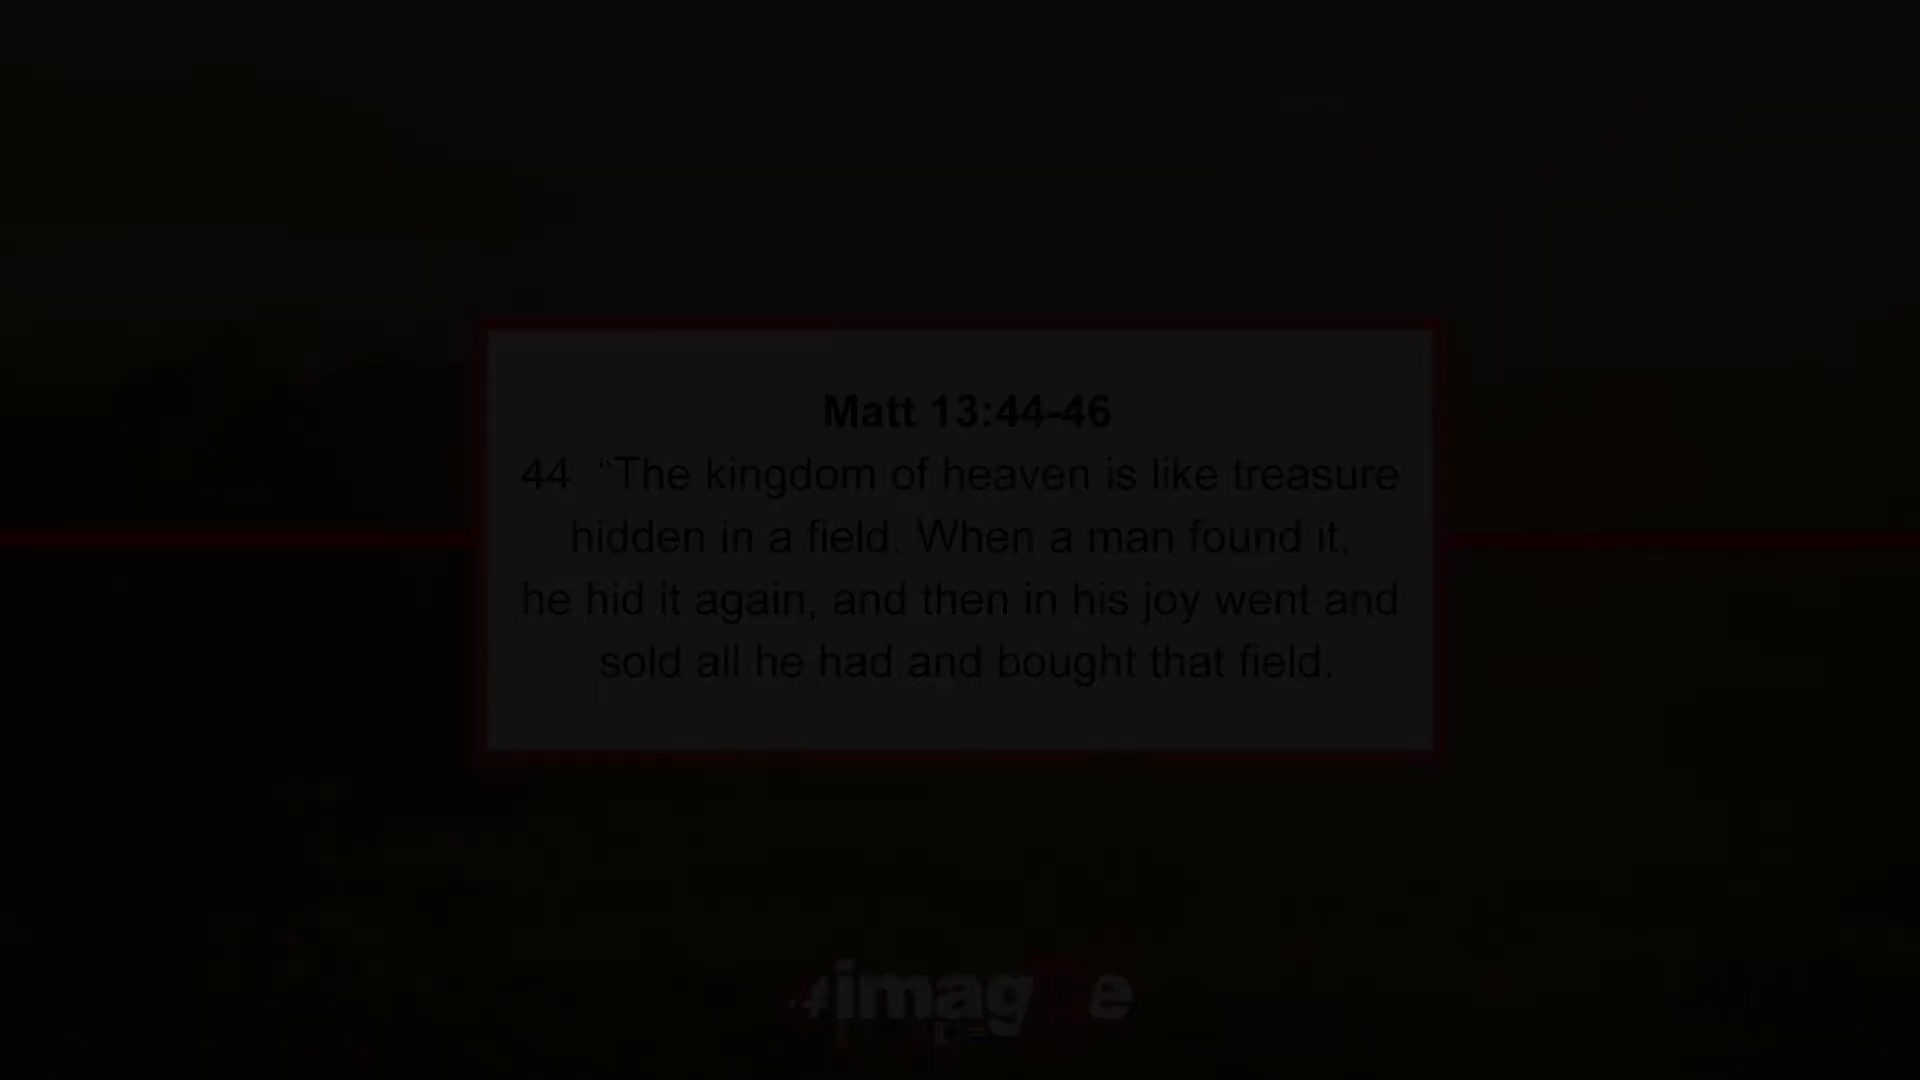 Matt 13:44-46
44 “The kingdom of heaven is like treasure
hidden in a field. When a man found it,
he hid it again, and then in his joy went and
sold all he had and bought that field.